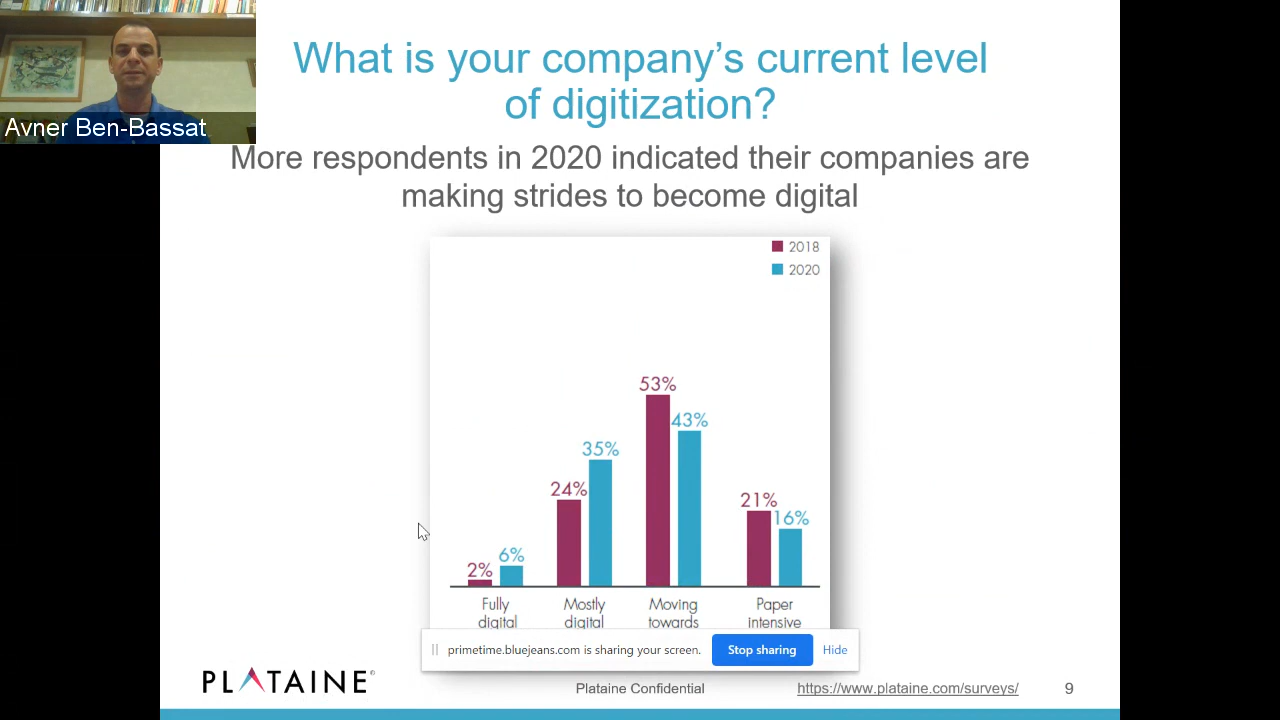 Avner Ben-Bassat
What is your company's current level
of digitization?
More respondents in 2020 indicated their companies are
making strides to become digital
2018
2020
53%
43%
35%
24%
21%
16%
6%
2%
Fully
digital
Mostly
digital
Moving
towards
Paper
intensive
primetime.bluejeans.com is sharing your screen.
Stop sharing
Hide
PLATAINE
Plataine Confidential
https://www.plataine.com/surveys/
9